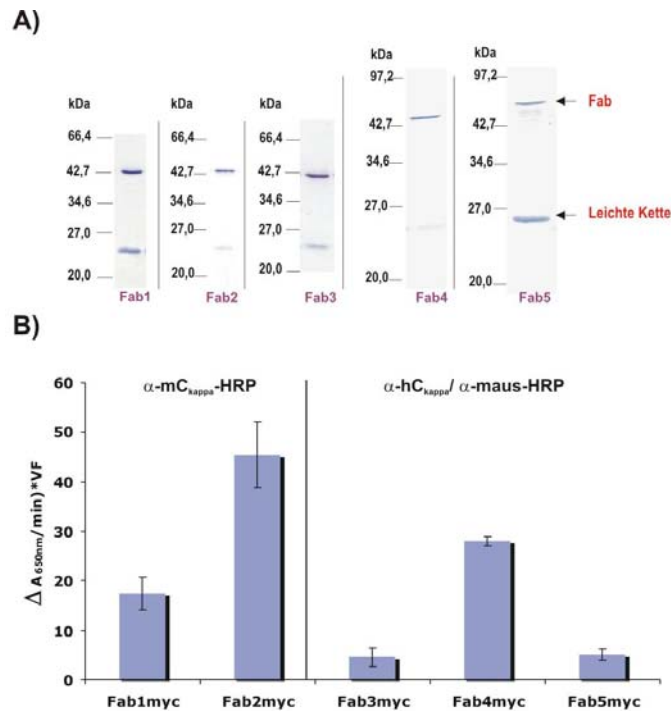 A)
kDa
66,4
42,7
34,6
27,0
20,0
Fab1
kDa
66,4
42,7
34,6
27,0
20,0
Fab2
kDa
66,4
42,7
34,6
27,0
20,0
Fab3
kDa
97,2
42,7
34,6
27,0
20,0
Fab4
kDa
97,2
42,7
34,6
27,0
20,0
Fab5
Fab
Leichte Kette
B)
α-mCkappa-HRP
α-hCkappa/ α-maus-HRP
Δ A650nm/min)*VF
60
50
40
30
20
10
0
Fab1myc Fab2myc Fab3myc Fab4myc Fab5myc